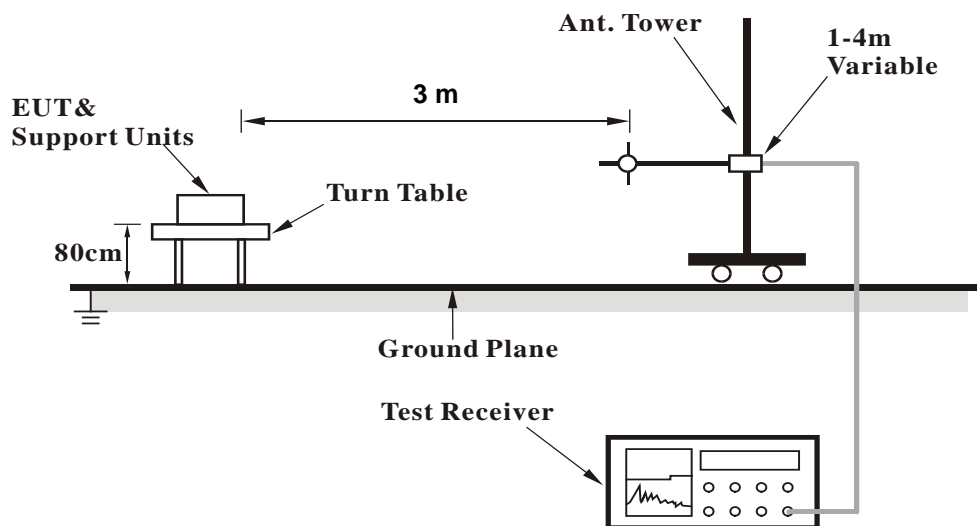 Ant. Tower
1-4m
Variable
3 m
EUT&
Support Units
Turn Table
80cm
Ground Plane
Test Receiver